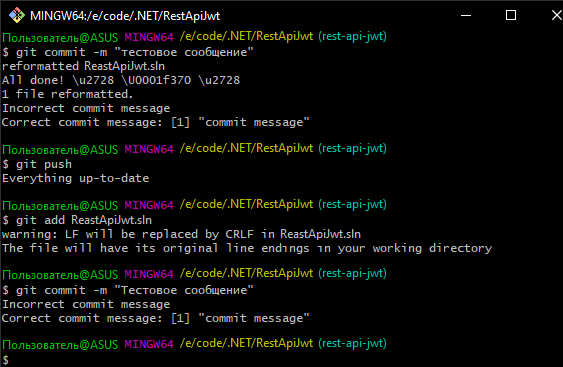 MINGW64:/e/code/.NET/RestApiJwt
Пользователь@ASUS MINGW64 /e/code/.NET/RestApiJwt (rest-api-jwt)
$ git commit -m "тестовое сообщение"
reformatted ReastApiJwt.sln
All done! \u2728 \U0001f370 \u2728
1 file reformatted.
Incorrect commit message
Correct commit message: [1] "commit message"
Пользователь@ASUS MINGW64 /e/code/.NET/RestApiJwt (rest-api-jwt)
$ git push
Everything up-to-date
Пользователь@ASUS MINGW64 /e/code/.NET/RestApiJwt (rest-api-jwt)
$ git add ReastApiJwt.sln
warning: LF will be replaced by CRLF in ReastApiJwt.sln
The file will have its original line endings in your working directory
Пользователь@ASUS MINGW64 /e/code/.NET/RestApiJwt (rest-api-jwt)
$ git commit -m "Тестовое сообщение"
Incorrect commit message
Correct commit message: [1] "commit message"
Пользователь@ASUS MINGW64 /e/code/.NET/RestApiJwt (rest-api-jwt)
$